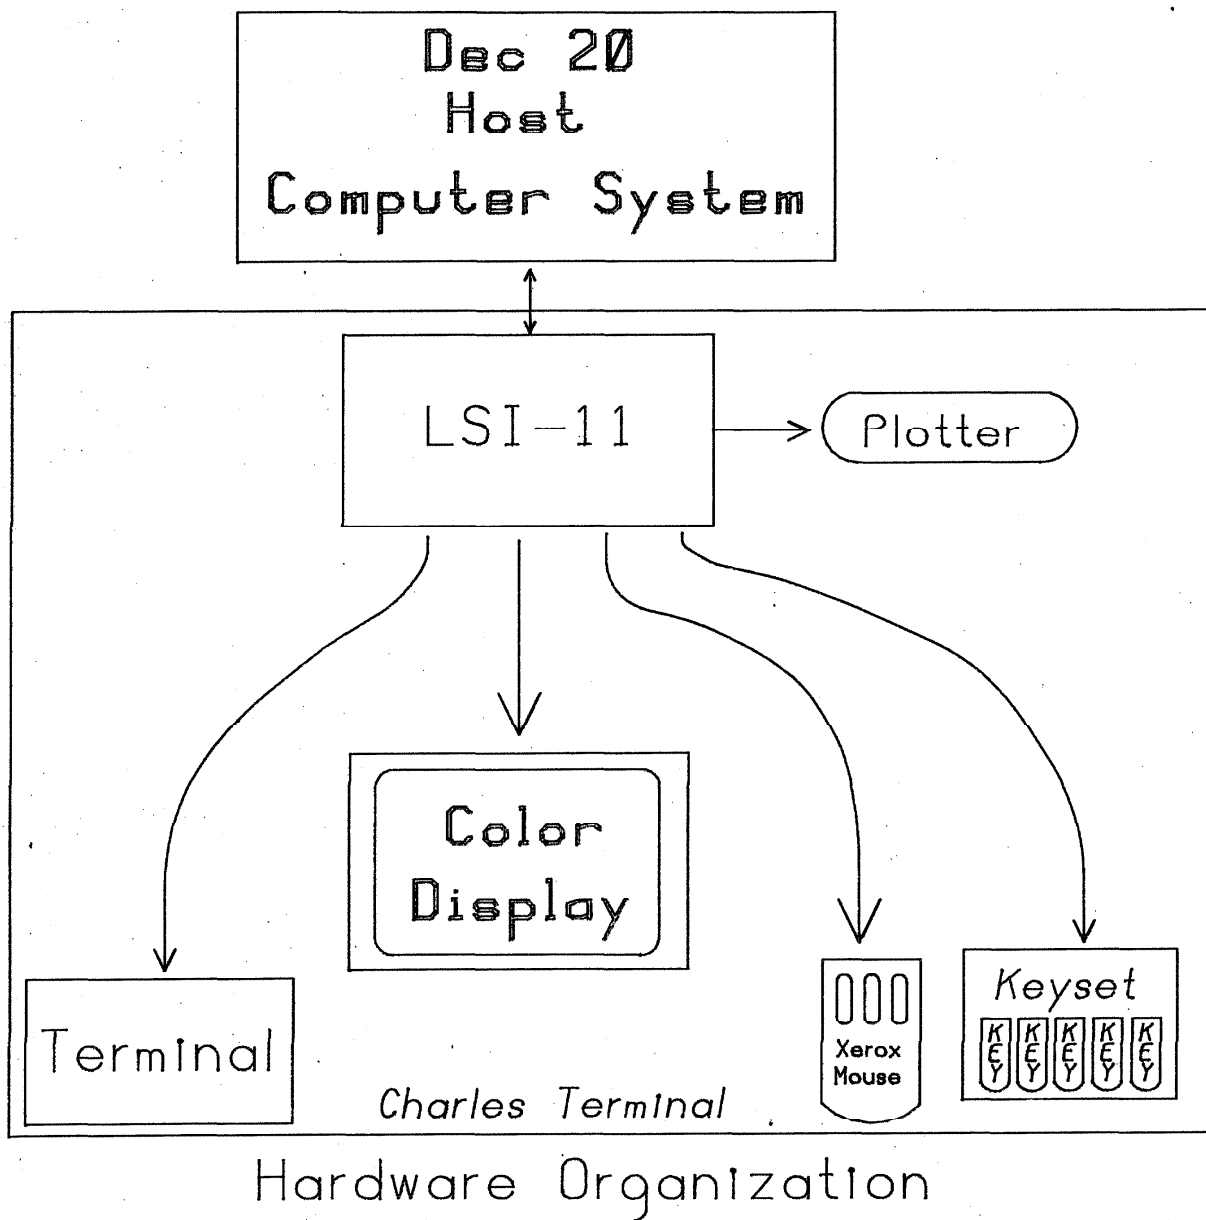 Dec 20
Host
Computer System
LSI-11
Plotter
Color
Display
Terminal
Charles Terminal
Xerox
Mouse
Keyset
KEY KEY KEY KEY KEY
Hardware Organization